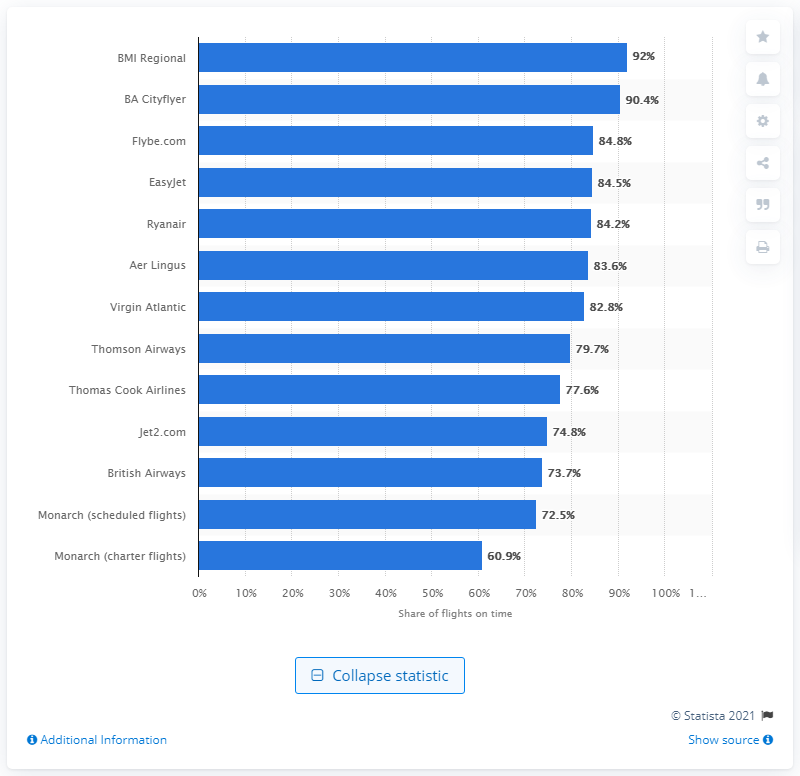 BMI Regional 92%
BA Cityflyer 90.4%
Flybe.com 84.8%
EasyJet 84.5%
Ryanair 84.2%
Aer Lingus 83.6%
Virgin Atlantic 82.8%
Thomson Airways 79.7%
Thomas Cook Airlines 77.6%
Jet2.com 74.8%
British Airways 73.7%
Monarch (scheduled flights) 72.5%
Monarch (charter flights) 60.9%
0% 10% 20% 30% 40% 50% 60% 70% 80% 90% 100% 1...
Share of flights on time
Collapse statistic
© Statista 2021
Additional Information Show source